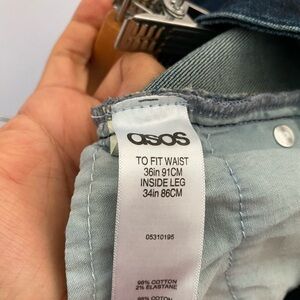 asos
TO FIT WAIST
36in 91CM
INSIDE LEG
34in 86CM
05310195
98% COTTON
2% ELASTANE